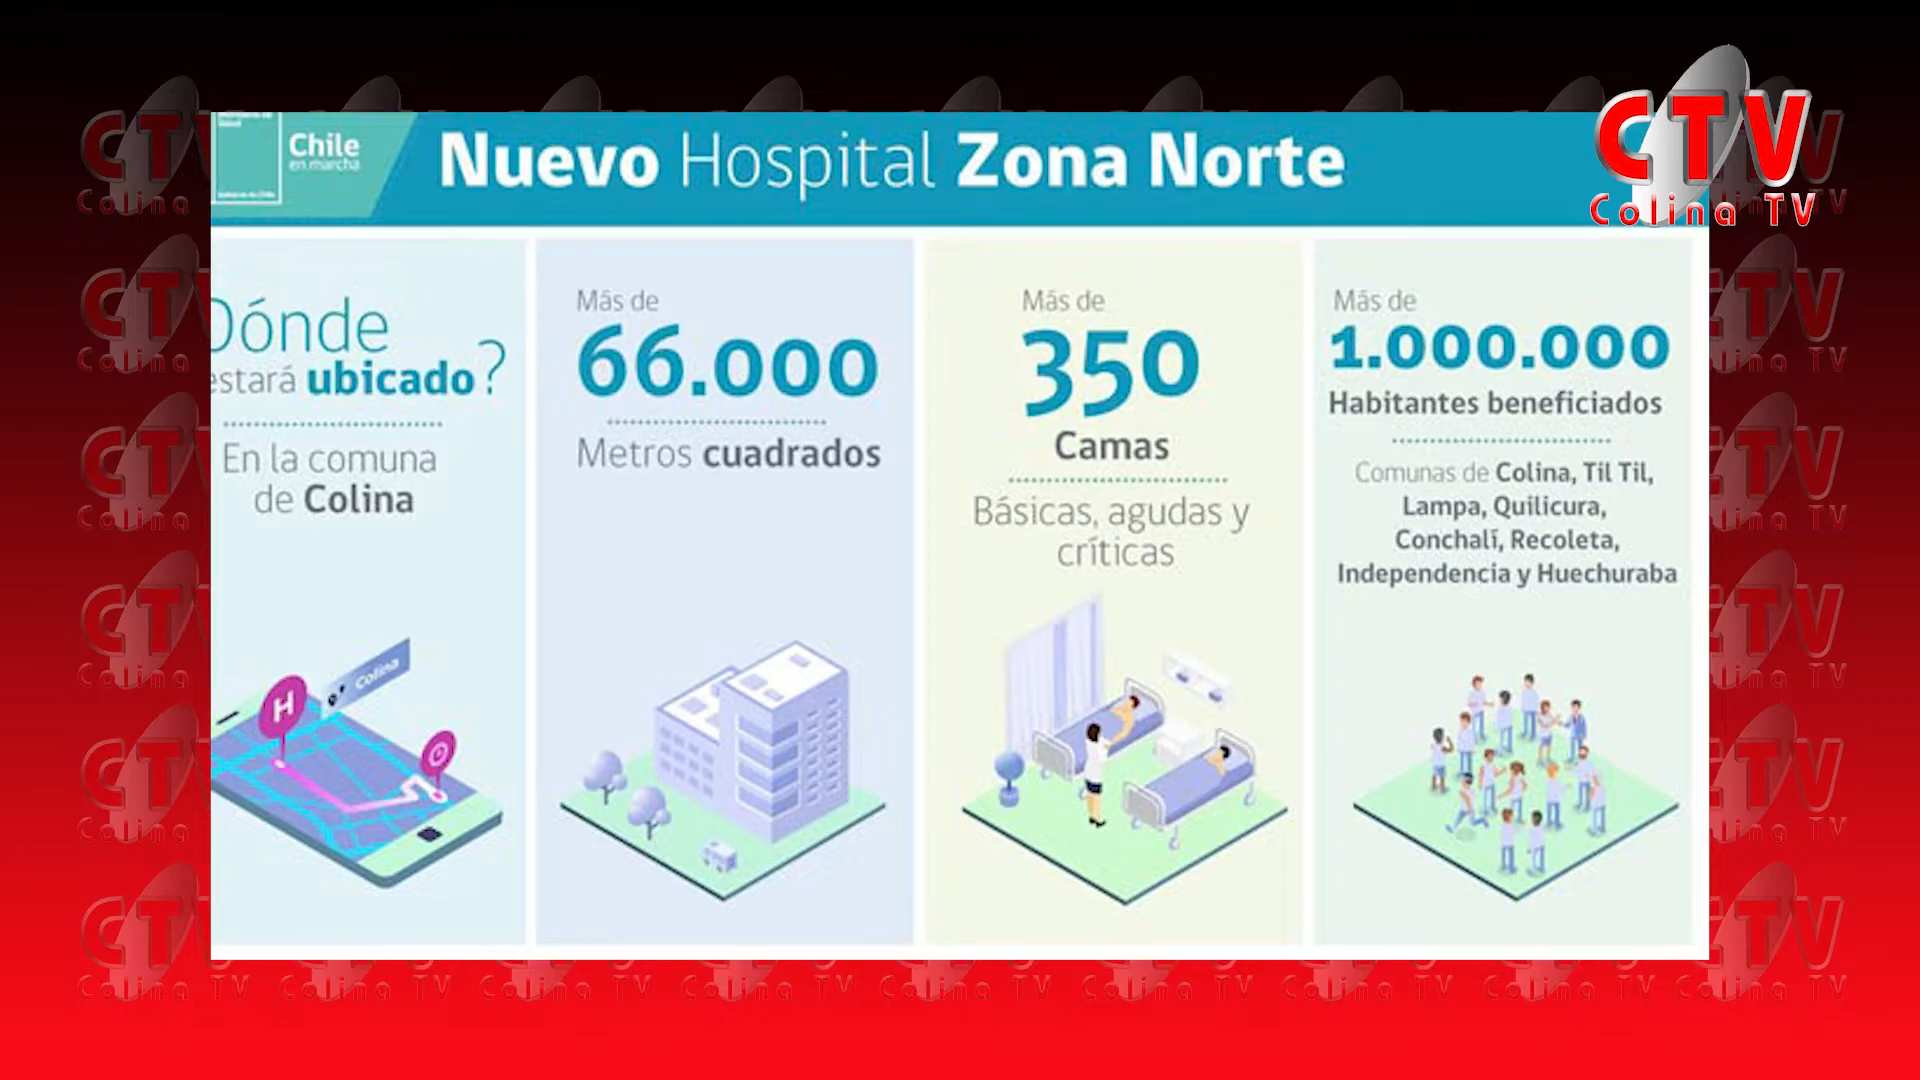 Chile
en marcha
Nuevo Hospital Zona Norte
CTV
Colina TV
Dónde
estará ubicado?
En la comuna
de Colina
Más de
66.000
Metros cuadrados
Más de
350
Camas
Básicas, agudas y
críticas
Más de
1.000.000
Habitantes beneficiados
Comunas de Colina, Til Til,
Lampa, Quilicura,
Conchalí, Recoleta,
Independencia y Huechuraba
Colina
H